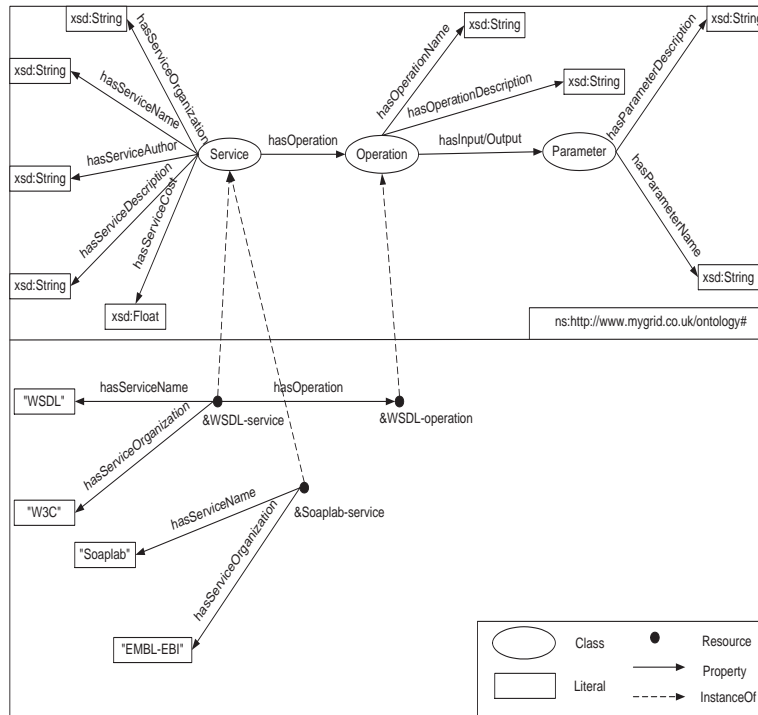 xsd:String
hasServiceOrganization
xsd:String
hasServiceName
hasServiceAuthor
xsd:String
hasServiceDescription
xsd:String
hasServiceCost
xsd:Float
Service
hasOperation
Operation
hasOperationName
xsd:String
hasOperationDescription
xsd:String
hasInput/Output
Parameter
hasParameterDescription
xsd:String
hasParameterName
xsd:String
ns:http://www.mygrid.co.uk/ontology#
"WSDL"
hasServiceName
&WSDL-service
hasOperation
&WSDL-operation
hasServiceOrganization
"W3C"
&Soaplab-service
hasServiceName
"Soaplab"
hasServiceOrganization
"EMBL-EBI"
Class
Resource
Property
Literal
InstanceOf